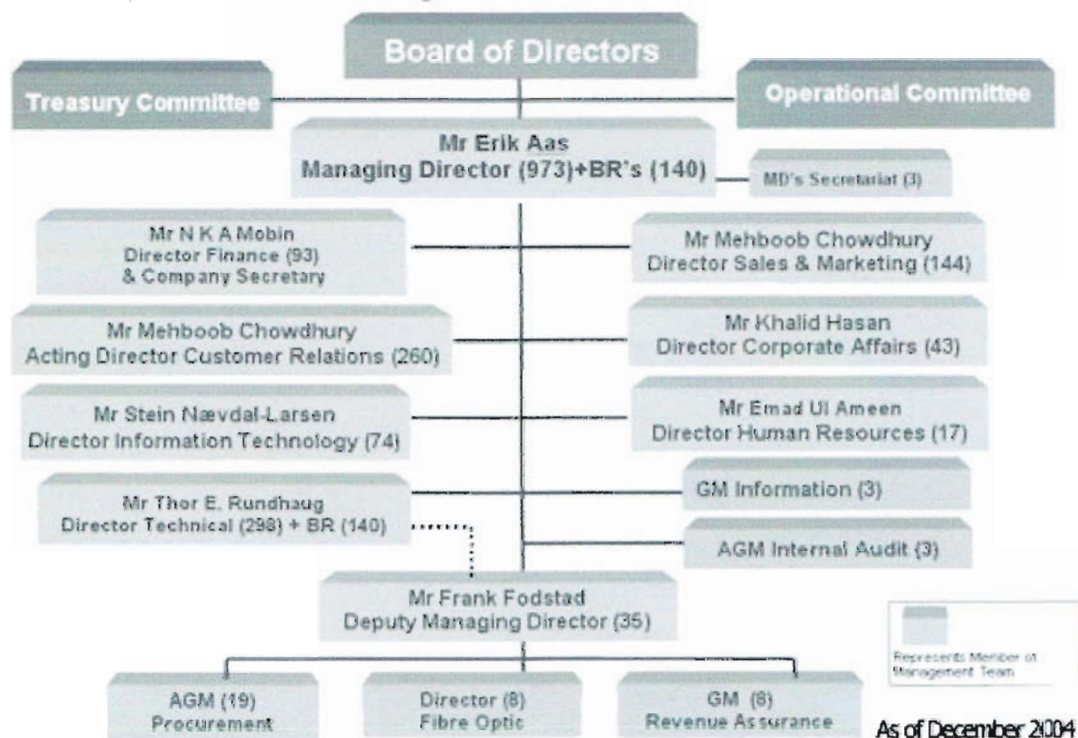 Board of Directors
Treasury Committee
Operational Committee
Mr Erik Aas
Managing Director (973)+BR's (140)
MD's Secretariat (3)
Mr N K A Mobin
Director Finance (93)
& Company Secretary
Mr Mehboob Chowdhury
Director Sales & Marketing (144)
Mr Mehboob Chowdhury
Acting Director Customer Relations (260)
Mr Khalid Hasan
Director Corporate Affairs (43)
Mr Stein Nævdal-Larsen
Director Information Technology (74)
Mr Emad Ul Ameen
Director Human Resources (17)
Mr Thor E. Rundhaug
Director Technical (298) + BR (140)
GM Information (3)
AGM Internal Audit (3)
Mr Frank Fodstad
Deputy Managing Director (35)
AGM (19)
Procurement
Director (8)
Fibre Optic
GM (8)
Revenue Assurance
Represents Member of
Management Team
As of December 2004